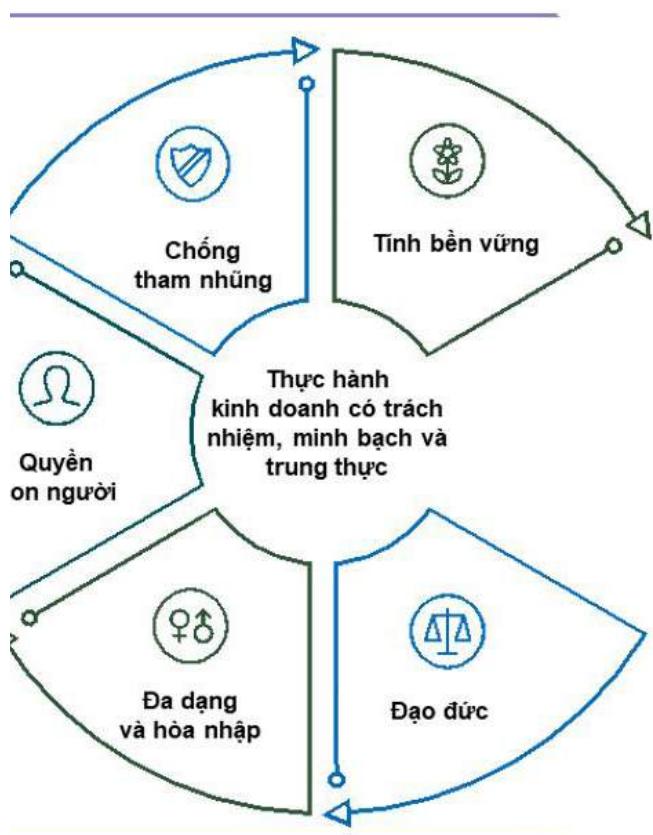 Chống
tham nhũng
Tính bền vững
Thực hành
kinh doanh có trách
nhiệm, minh bạch và
trung thực
Quyền
on người
Đa dạng
và hòa nhập
Đạo đức